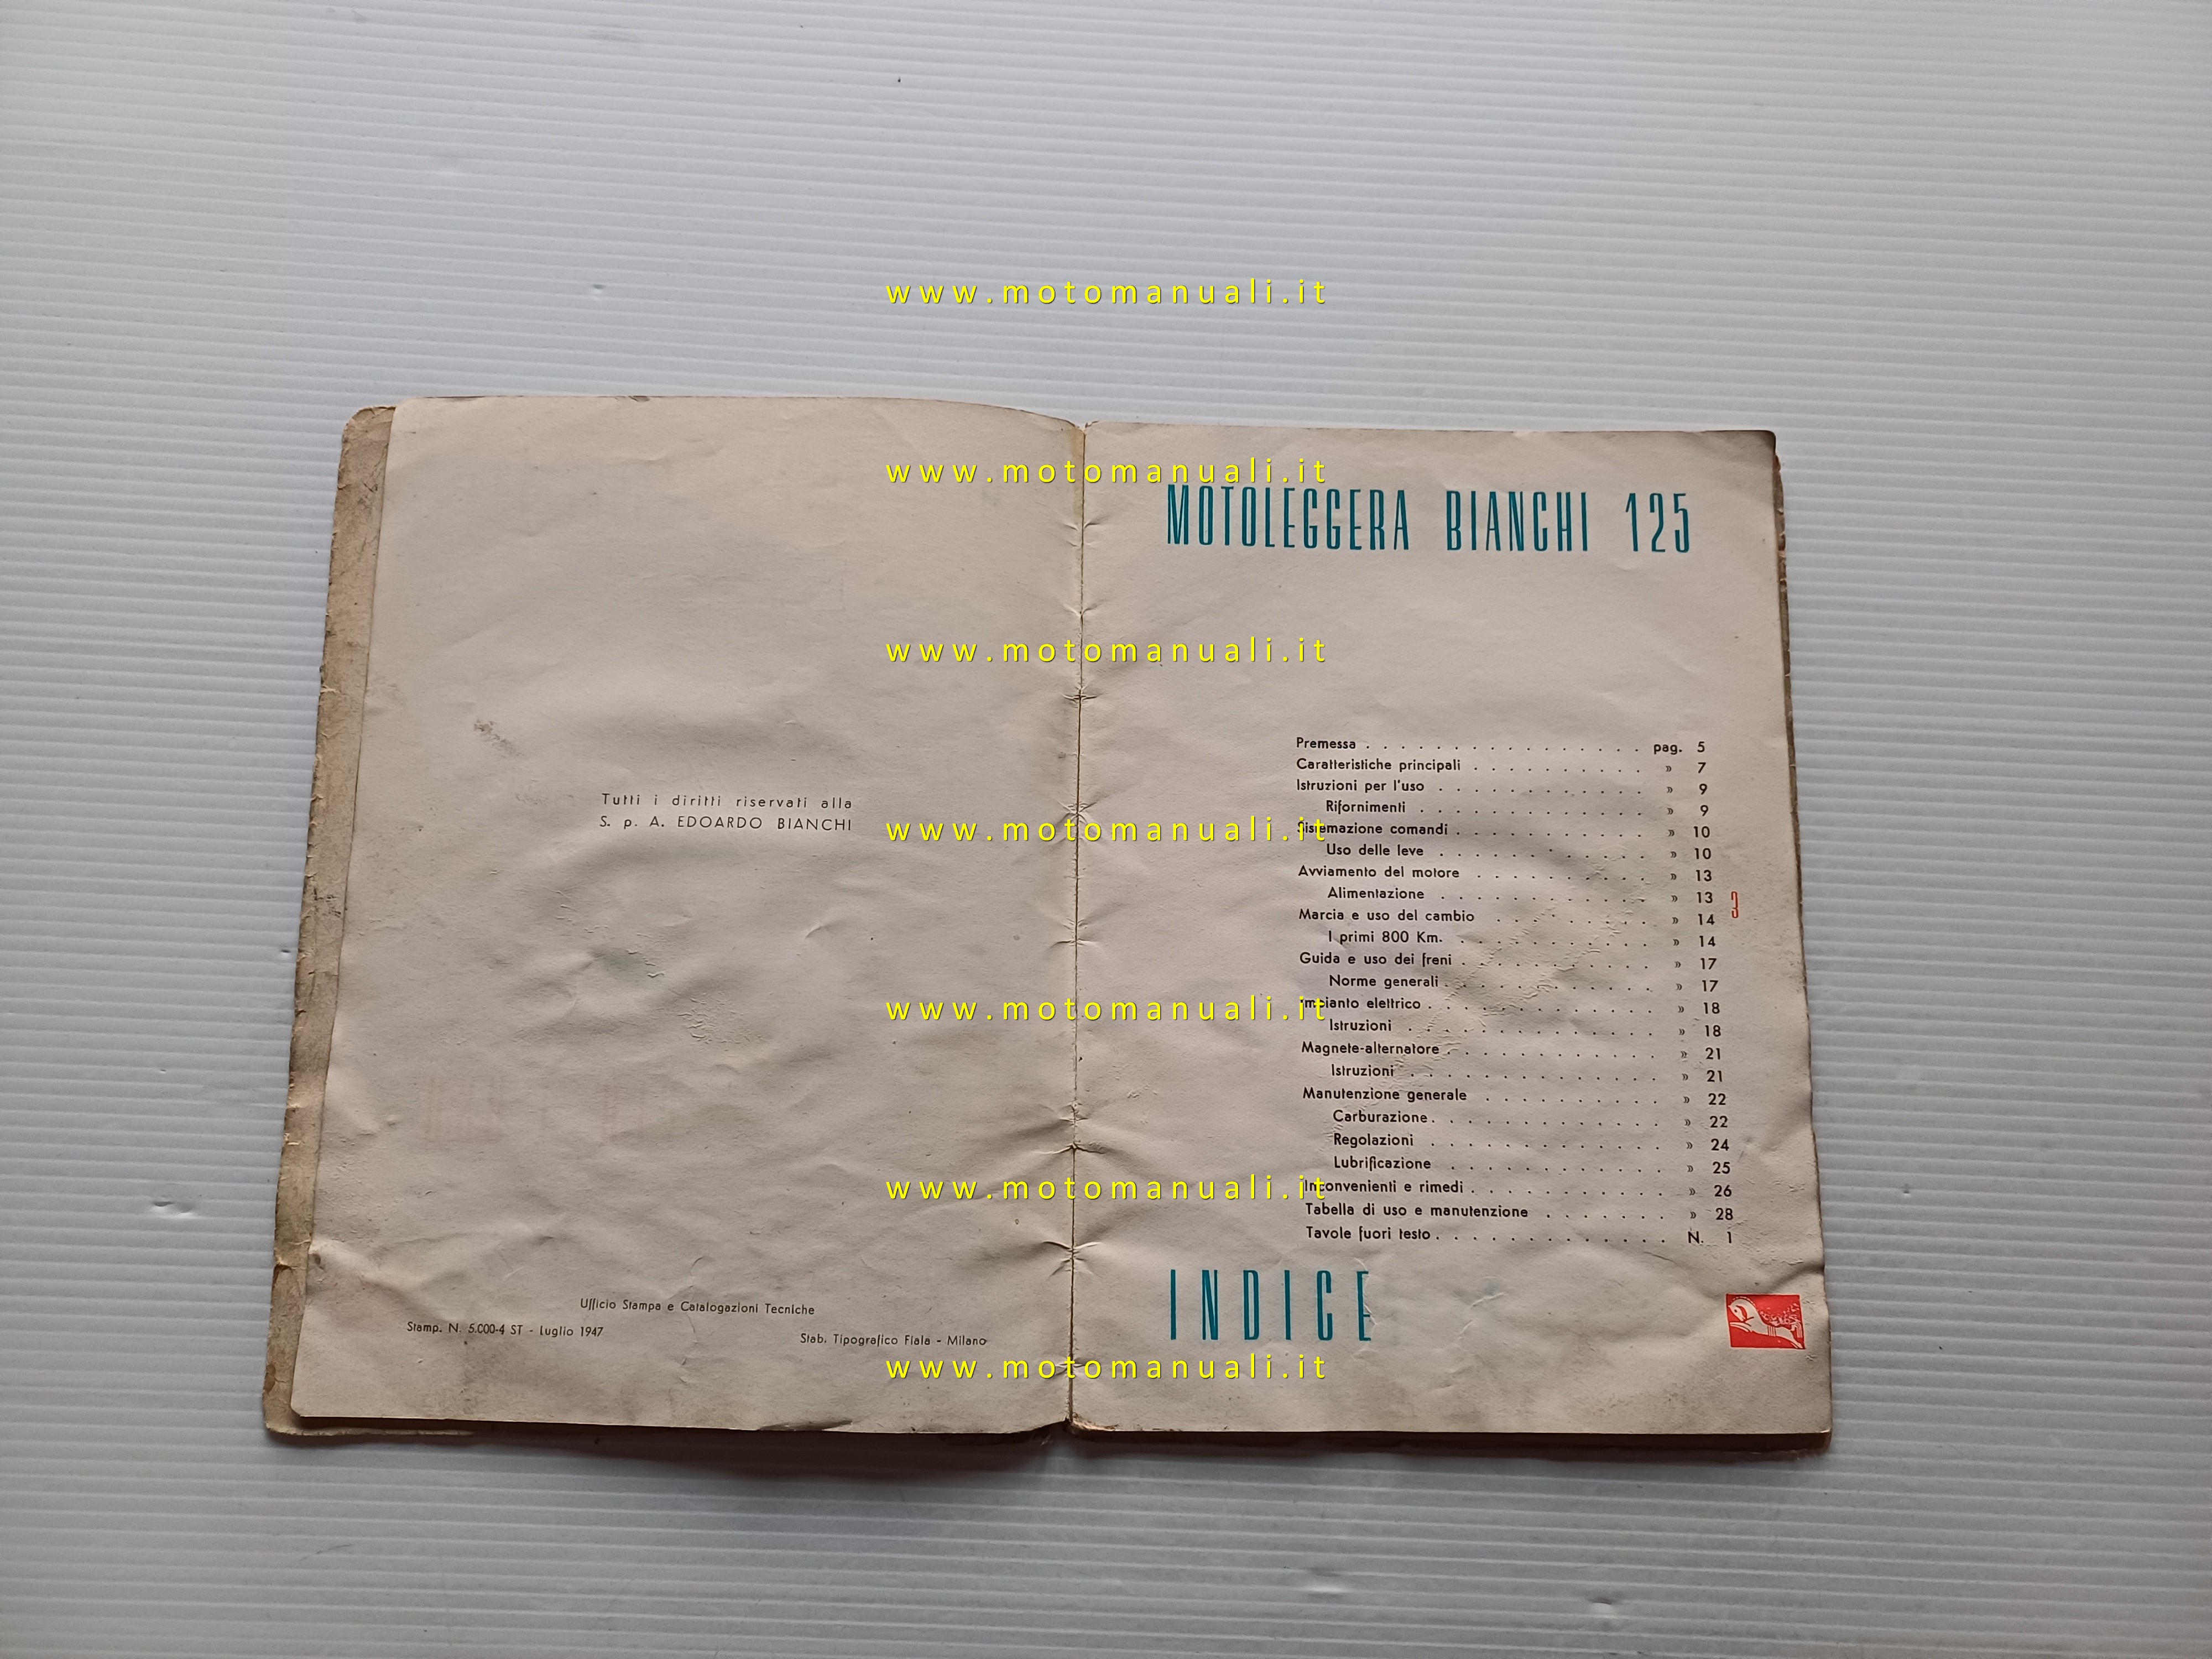 www.motomanuali.it
www.motomanuali.it
www.motomanuali.it
www.motomanuali.it
www.motomanuali.it
www.motomanuali.it
www.motomanuali.it
Tutti i diritti riservati alla
S. p. A. EDOARDO BIANCHI
Ufficio Stampa e Catalogazioni Tecniche
Stamp. N. 5.000-4 ST - Luglio 1947
Stab. Tipografico Fiala - Milano
MOTOLEGGERA BIANCHI 125
Premessa . . . . . . . . . . . . . . . . . pag. 5
Caratteristiche principali . . . . . . . . . . » 7
Istruzioni per l'uso . . . . . . . . . . . . » 9
Rifornimenti . . . . . . . . . . . . . » 9
Sistemazione comandi . . . . . . . . . . . » 10
Uso delle leve . . . . . . . . . . . . » 10
Avviamento del motore . . . . . . . . . . » 13
Alimentazione . . . . . . . . . . . . » 13
Marcia e uso del cambio . . . . . . . . . » 14
I primi 800 Km. . . . . . . . . . . . » 14
Guida e uso dei freni . . . . . . . . . . . » 17
Norme generali . . . . . . . . . . . . » 17
Impianto elettrico . . . . . . . . . . . . . » 18
Istruzioni . . . . . . . . . . . . . . » 18
Magnete-alternatore . . . . . . . . . . . . » 21
Istruzioni . . . . . . . . . . . . . . » 21
Manutenzione generale . . . . . . . . . . » 22
Carburazione . . . . . . . . . . . . . » 22
Regolazioni . . . . . . . . . . . . . » 24
Lubrificazione . . . . . . . . . . . . » 25
Inconvenienti e rimedi . . . . . . . . . . . » 26
Tabella di uso e manutenzione . . . . . . . » 28
Tavole fuori testo . . . . . . . . . . . . . N. 1
3
INDICE